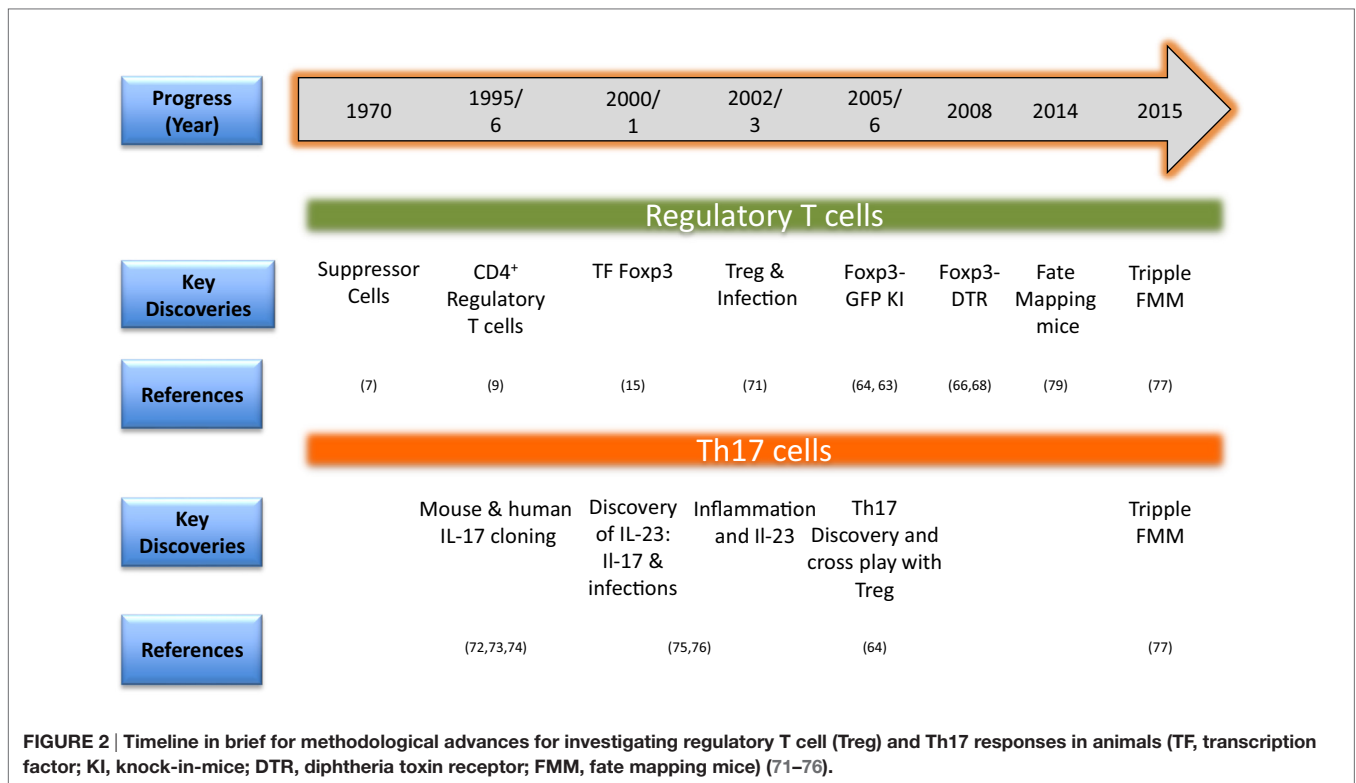 Progress
(Year)
1970
1995/
6
2000/
1
2002/
3
2005/
6
2008
2014
2015
Regulatory T cells
Key
Discoveries
Suppressor
Cells
CD4⁺
Regulatory
T cells
TF Foxp3
Treg &
Infection
Foxp3-
GFP KI
Foxp3-
DTR
Fate
Mapping
mice
Tripple
FMM
References
(7)
(9)
(15)
(71)
(64, 63)
(66,68)
(79)
(77)
Th17 cells
Key
Discoveries
Mouse & human
IL-17 cloning
Discovery
of IL-23:
Il-17 &
infections
Inflammation
and Il-23
Th17
Discovery and
cross play with
Treg
Tripple
FMM
References
(72,73,74)
(75,76)
(64)
(77)
FIGURE 2 | Timeline in brief for methodological advances for investigating regulatory T cell (Treg) and Th17 responses in animals (TF, transcription
factor; KI, knock-in-mice; DTR, diphtheria toxin receptor; FMM, fate mapping mice) (71–76).